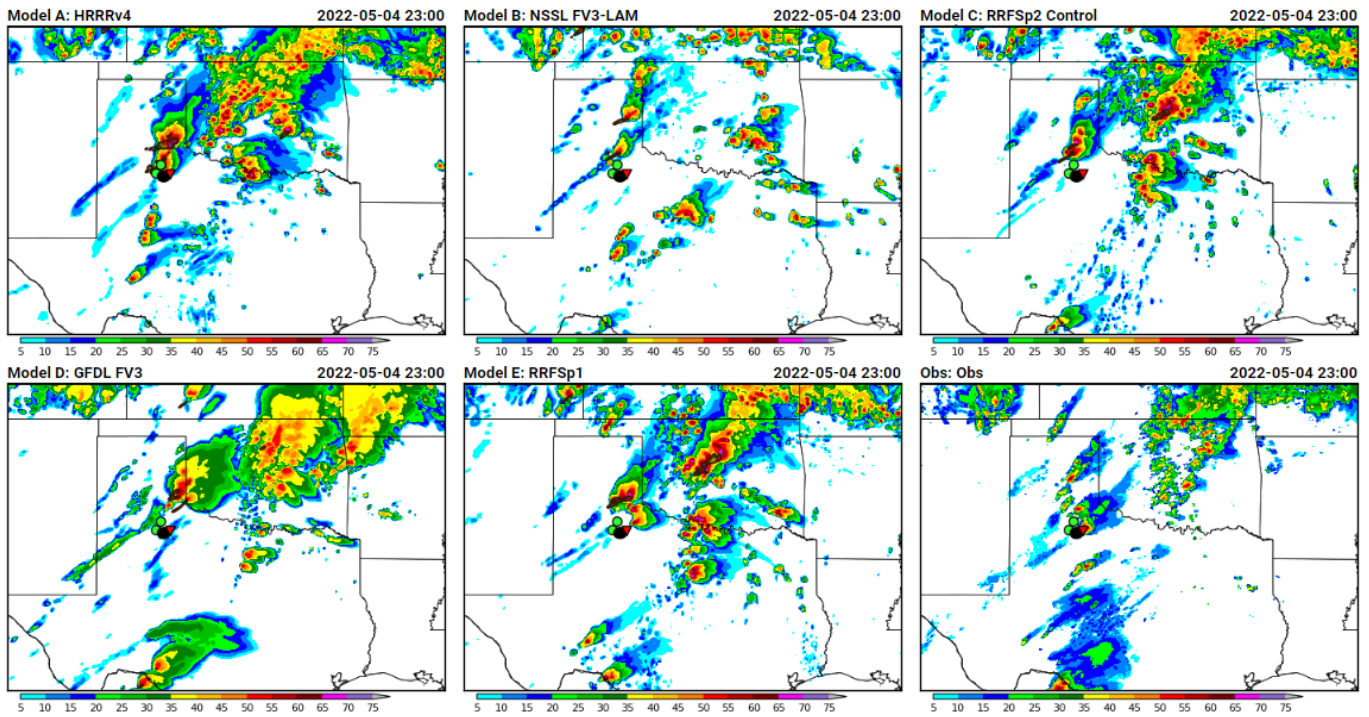 Model A: HRRRv4 2022-05-04 23:00
Model B: NSSL FV3-LAM 2022-05-04 23:00
Model C: RRFSp2 Control 2022-05-04 23:00
5 10 15 20 25 30 35 40 45 50 55 60 65 70 75
5 10 15 20 25 30 35 40 45 50 55 60 65 70 75
5 10 15 20 25 30 35 40 45 50 55 60 65 70 75
Model D: GFDL FV3 2022-05-04 23:00
Model E: RRFSp1 2022-05-04 23:00
Obs: Obs 2022-05-04 23:00
5 10 15 20 25 30 35 40 45 50 55 60 65 70 75
5 10 15 20 25 30 35 40 45 50 55 60 65 70 75
5 10 15 20 25 30 35 40 45 50 55 60 65 70 75